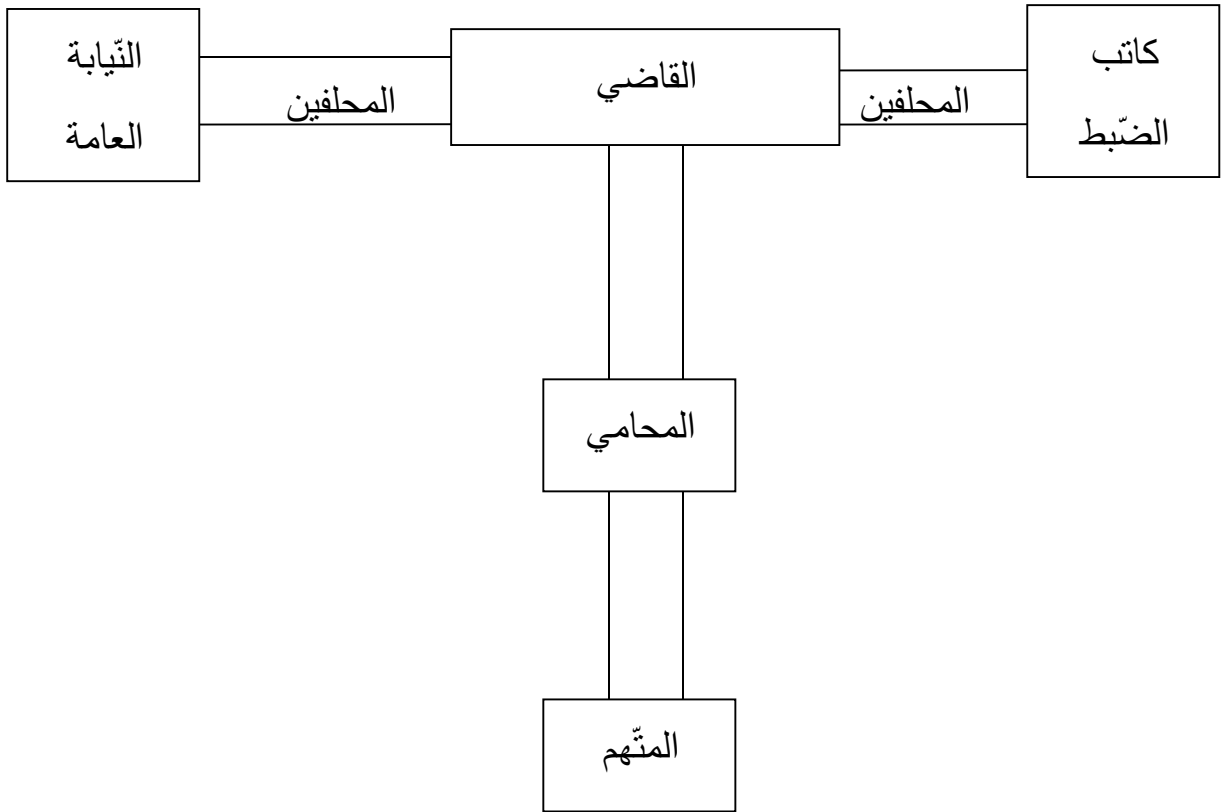 كاتب
الضّبط
المحلفين
القاضي
المحلفين
النّيابة
العامة
المحامي
المتّهم